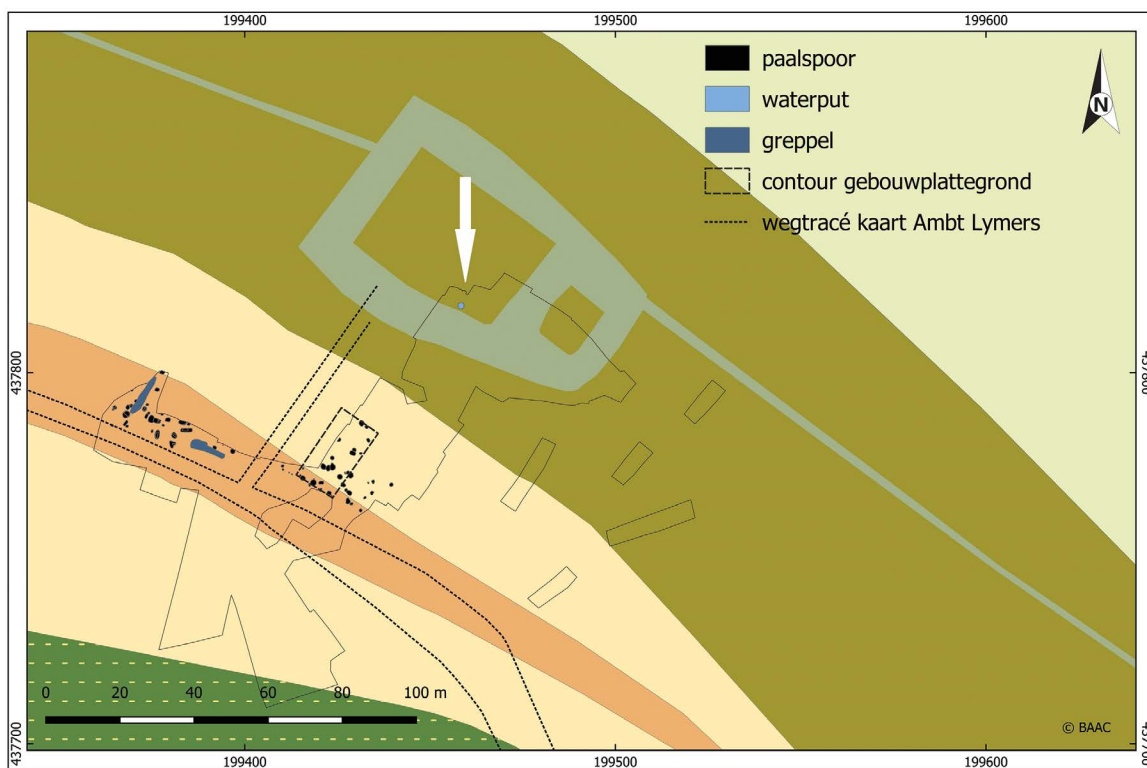 199400 199500 199600
paalspoor
waterput
greppel
contour gebouwplattegrond
wegtracé kaart Ambt Lymers
N
437800
0 20 40 60 80 100 m
© BAAC
437700
199400 199500 199600